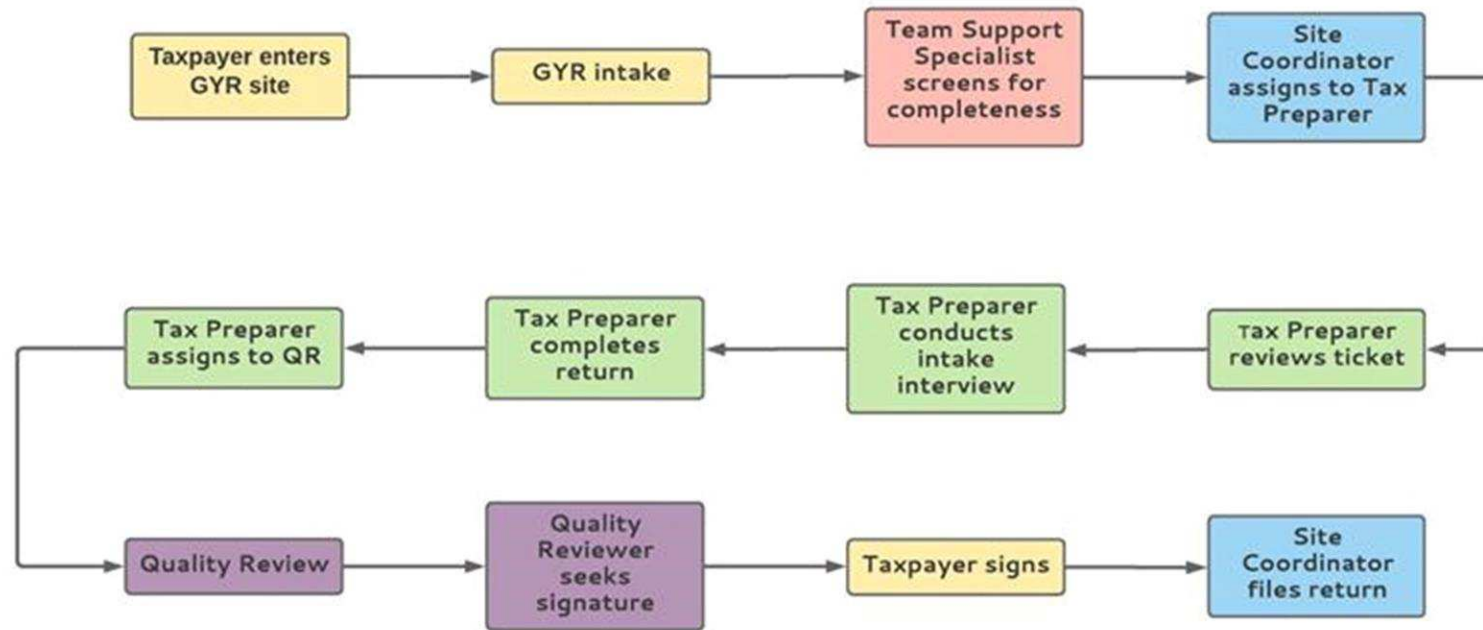 Taxpayer enters
GYR site
GYR intake
Team Support
Specialist
screens for
completeness
Site
Coordinator
assigns to Tax
Preparer
Tax Preparer
reviews ticket
Tax Preparer
conducts
intake
interview
Tax Preparer
completes
return
Tax Preparer
assigns to QR
Quality Review
Quality
Reviewer
seeks
signature
Taxpayer signs
Site
Coordinator
files return